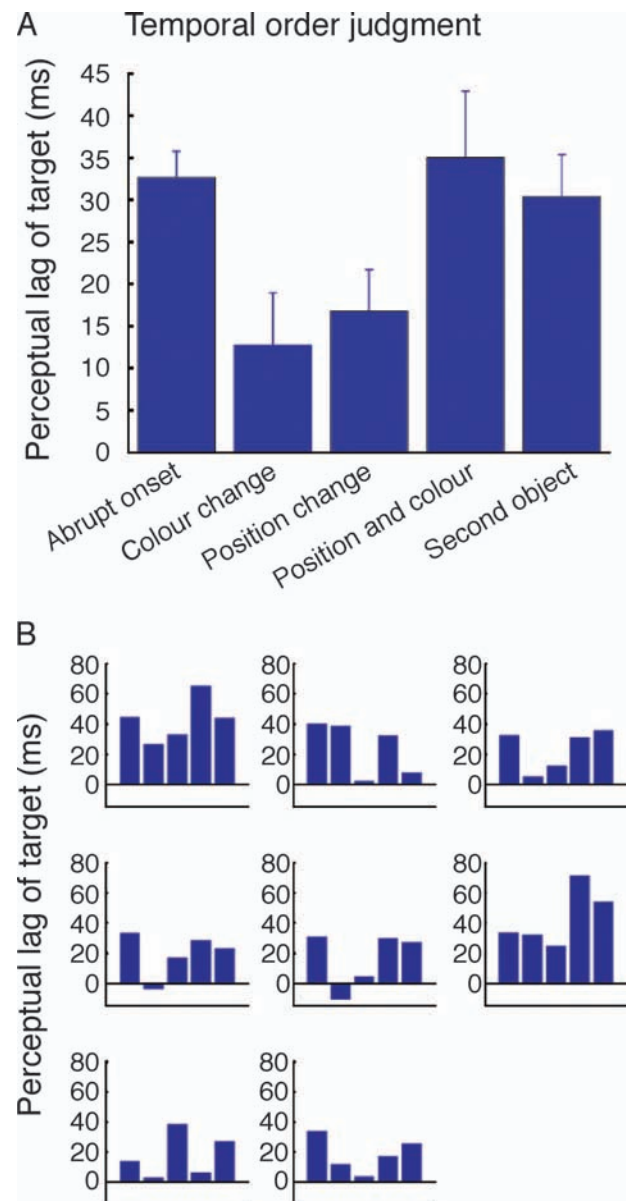 A Temporal order judgment
Perceptual lag of target (ms)
45
40
35
30
25
20
15
10
5
0
Abrupt onset
Colour change
Position change
Position and colour
Second object
B
Perceptual lag of target (ms)
80 80 80
60 60 60
40 40 40
20 20 20
0 0 0
80 80 80
60 60 60
40 40 40
20 20 20
0 0 0
80 80
60 60
40 40
20 20
0 0